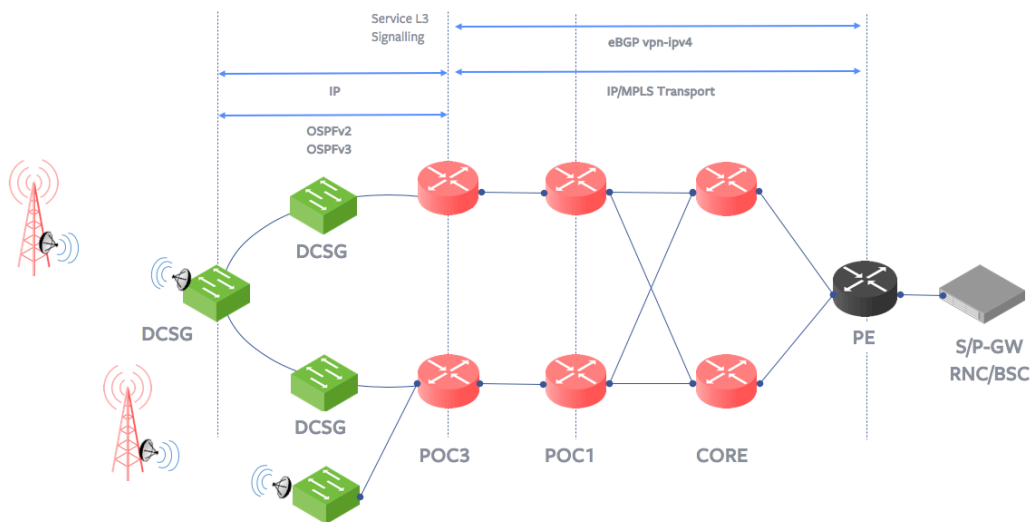 Service L3
Signalling
eBGP vpn-ipv4
IP
IP/MPLS Transport
OSPFv2
OSPFv3
DCSG
DCSG
PE
S/P-GW
RNC/BSC
DCSG
POC3
POC1
CORE